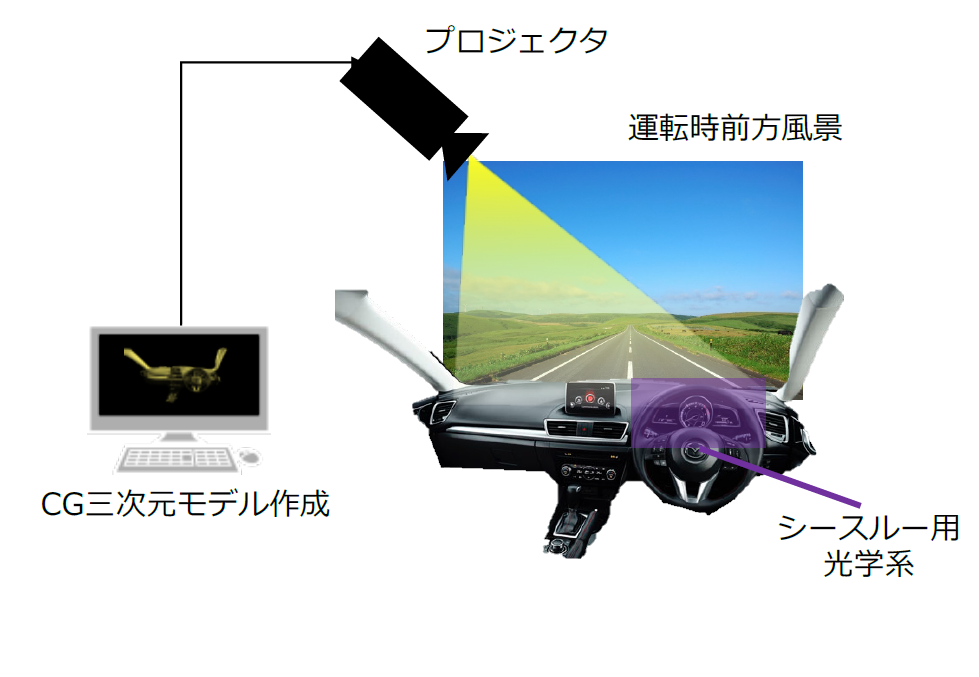 プロジェクタ
運転時前方風景
CG三次元モデル作成
シースルー用
光学系